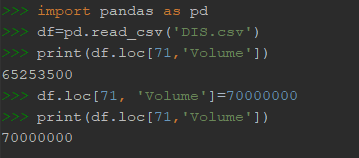 >>> import pandas as pd
>>> df=pd.read_csv('DIS.csv')
>>> print(df.loc[71,'Volume'])
65253500
>>> df.loc[71, 'Volume']=70000000
>>> print(df.loc[71,'Volume'])
70000000